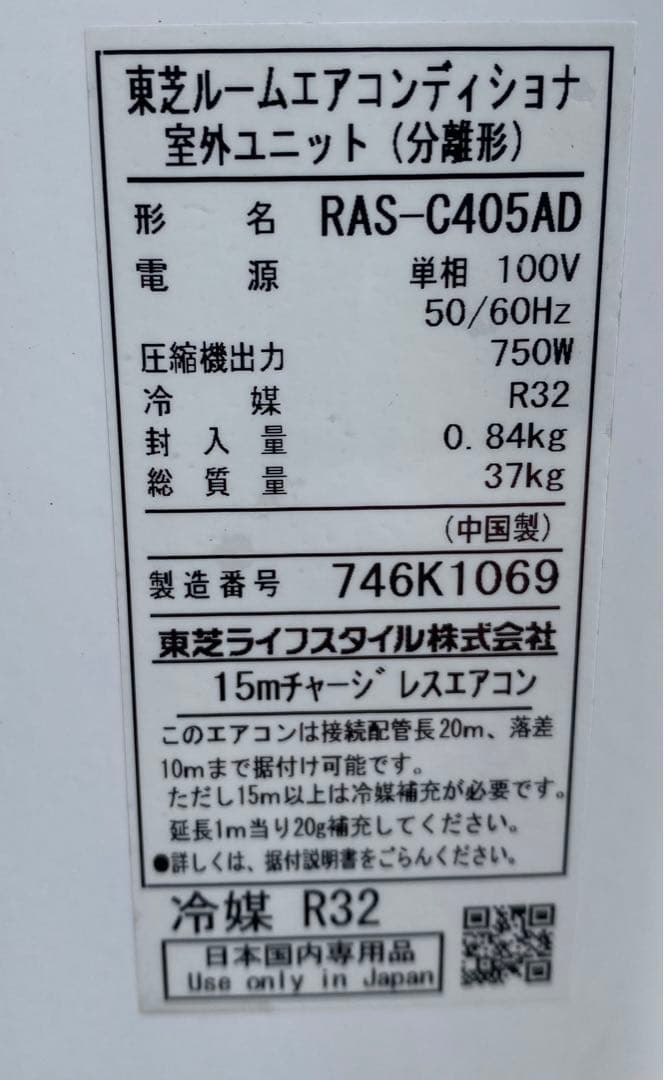 東芝ルームエアコンディショナ
室外ユニット(分離形)
形名 RAS-C405AD
電源 単相 100V
50/60Hz
圧縮機出力 750W
冷媒 R32
封入量 0.84kg
総質量 37kg
(中国製)
製造番号 746K1069
東芝ライフスタイル株式会社
15mチャージレスエアコン
このエアコンは接続配管長20m、落差
10mまで据付け可能です。
ただし15m以上は冷媒補充が必要です。
延長1m当り20g補充してください。
●詳しくは、据付説明書をごらんください。
冷媒 R32
日本国内専用品
Use only in Japan